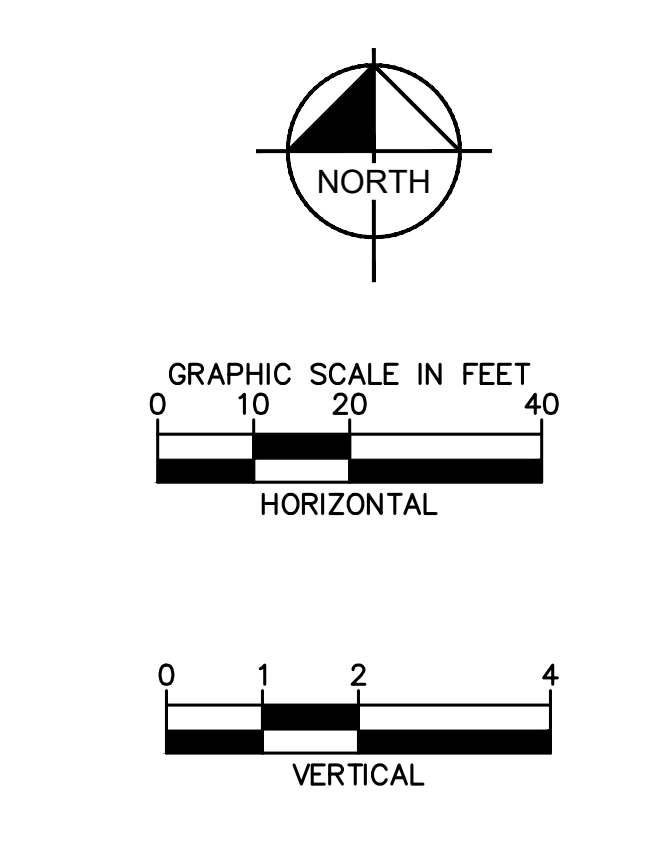 NORTH
GRAPHIC SCALE IN FEET
0 10 20 40
HORIZONTAL
0 1 2 4
VERTICAL